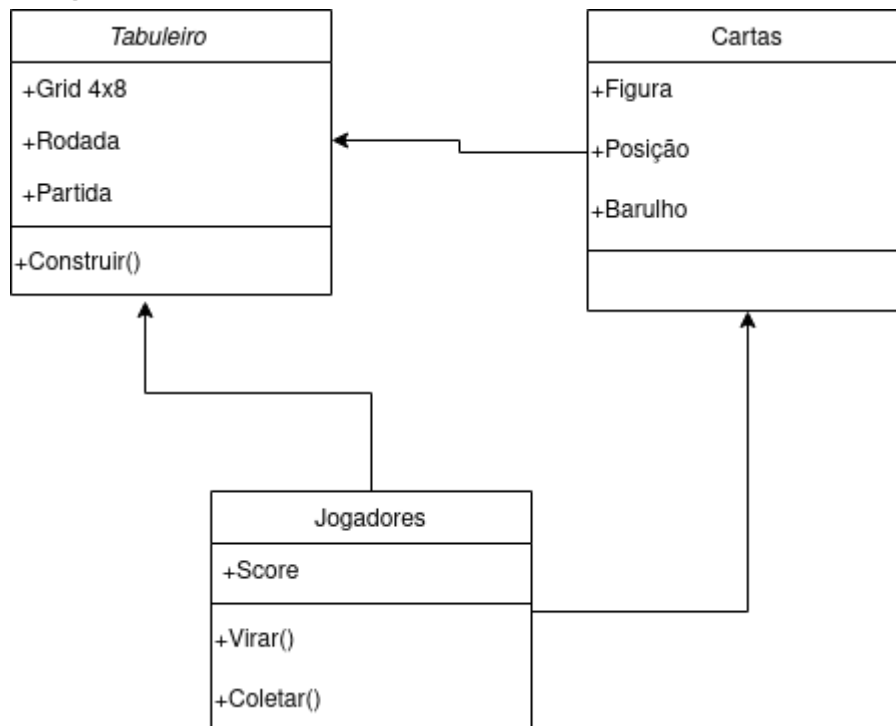 Tabuleiro
+Grid 4x8
+Rodada
+Partida
+Construir()
Cartas
+Figura
+Posição
+Barulho
Jogadores
+Score
+Virar()
+Coletar()